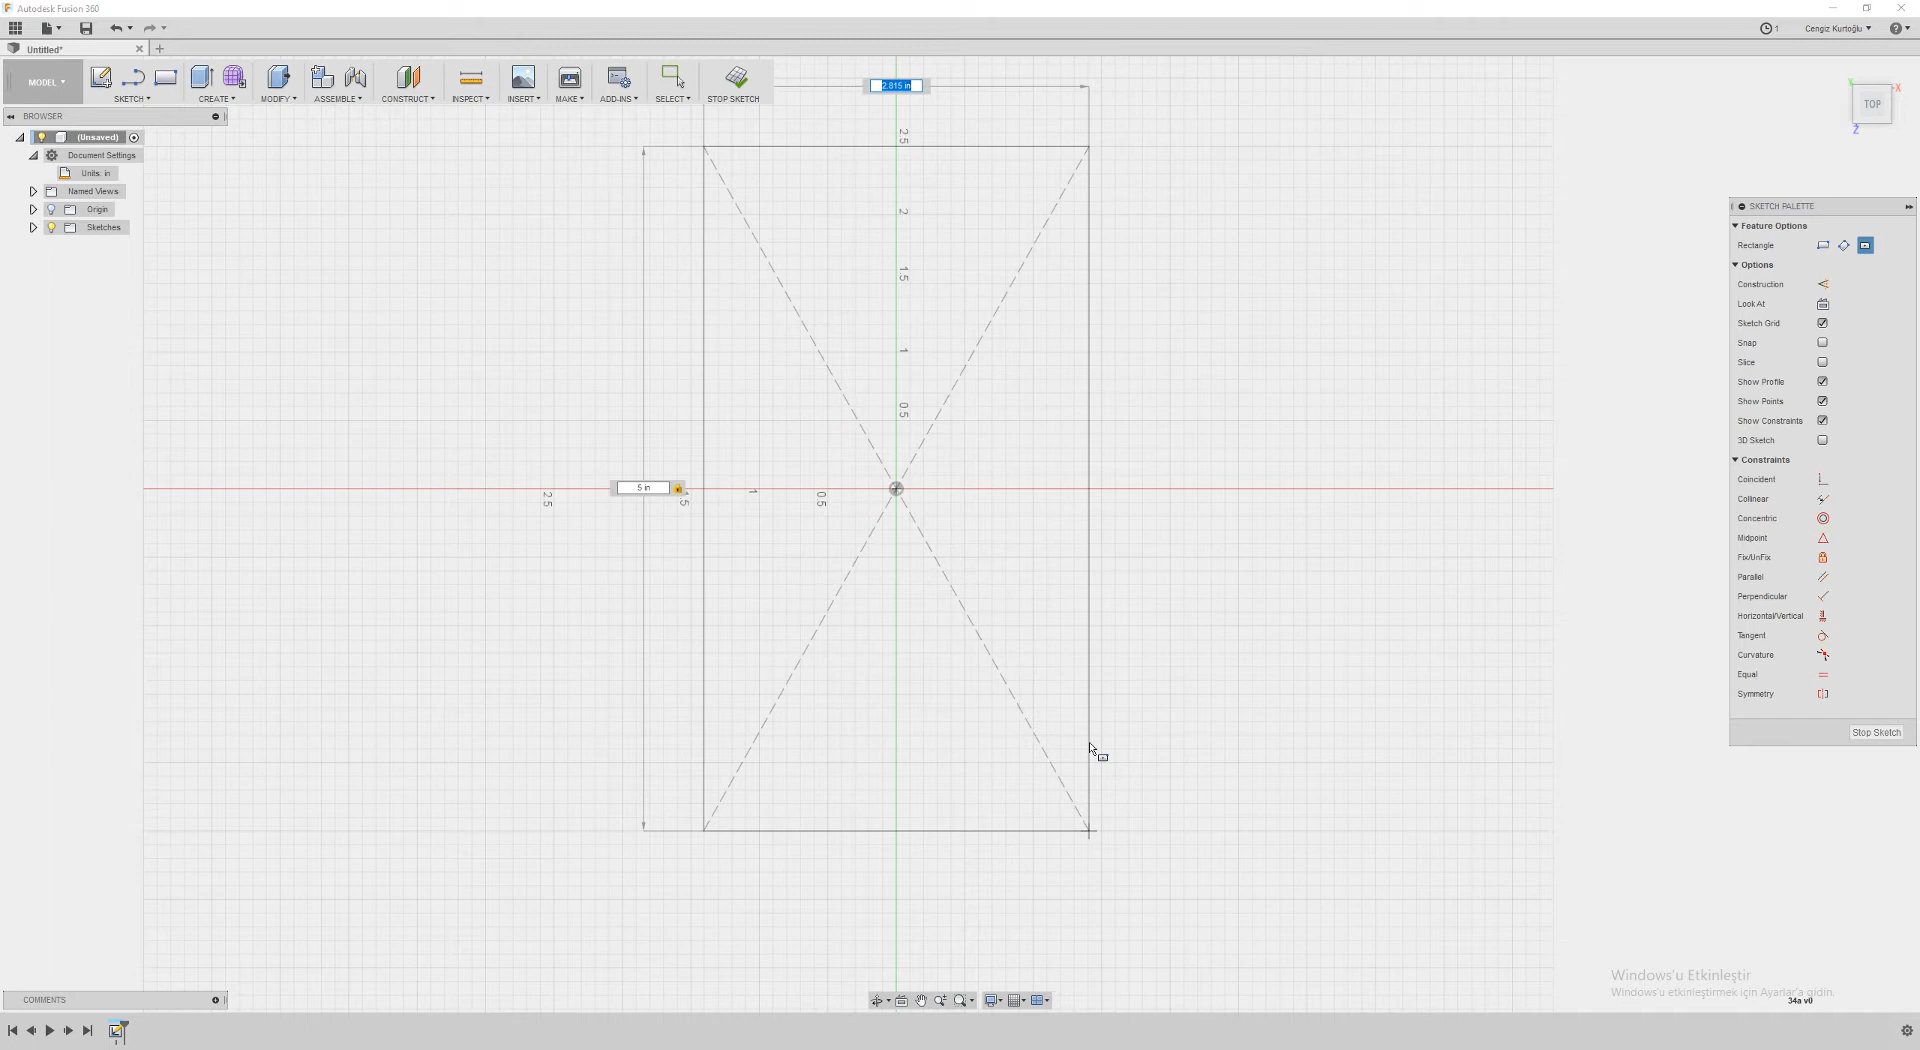 Autodesk Fusion 360
1
Cengiz Kurtoğlu
Untitled*
MODEL
SKETCH
CREATE
MODIFY
ASSEMBLE
CONSTRUCT
INSPECT
INSERT
MAKE
ADD-INS
SELECT
STOP SKETCH
2.815 in
TOP
X
Z
BROWSER
(Unsaved)
Document Settings
Units: in
Named Views
Origin
Sketches
2.5
2
1.5
1
0.5
2.5
5 in
1
0.5
SKETCH PALETTE
Feature Options
Rectangle
Options
Construction
Look At
Sketch Grid
Snap
Slice
Show Profile
Show Points
Show Constraints
3D Sketch
Constraints
Coincident
Collinear
Concentric
Midpoint
Fix/UnFix
Parallel
Perpendicular
Horizontal/Vertical
Tangent
Curvature
Equal
Symmetry
Stop Sketch
Windows'u Etkinleştir
Windows'u etkinleştirmek için Ayarlar'a gidin.
34a v0
COMMENTS